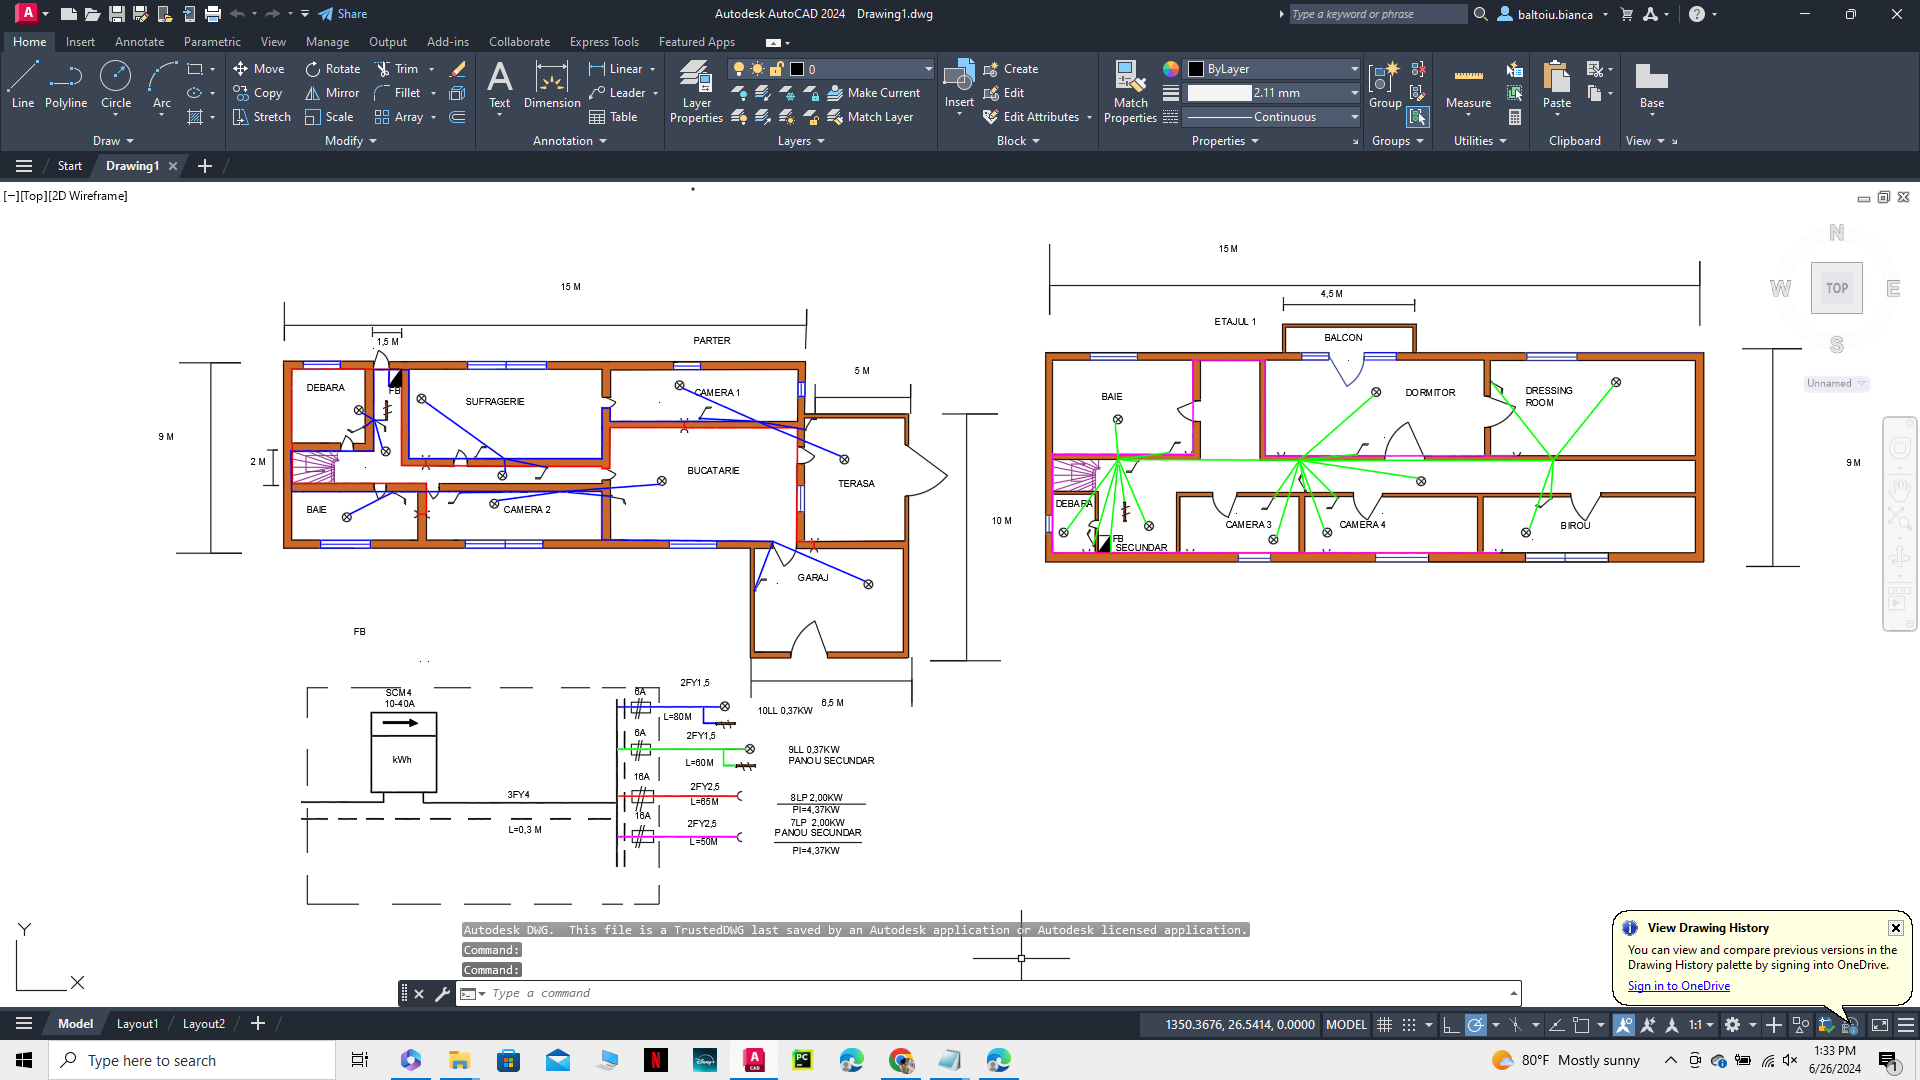 Share
Autodesk AutoCAD 2024 Drawing1.dwg
Type a keyword or phrase
baltoiu.bianca
Home Insert Annotate Parametric View Manage Output Add-ins Collaborate Express Tools Featured Apps
Line Polyline Circle Arc
Draw
Move Rotate Trim
Copy Mirror Fillet
Stretch Scale Array
Modify
Text Dimension
Linear
Leader
Table
Annotation
Layer Properties
0
Make Current
Match Layer
Layers
Insert
Create
Edit
Edit Attributes
Block
Match Properties
ByLayer
2.11 mm
Continuous
Properties
Group
Groups
Measure
Utilities
Paste
Clipboard
Base
View
Start Drawing1
[−][Top][2D Wireframe]
N
W TOP E
S
Unnamed
15 M
1,5 M
PARTER
5 M
9 M
2 M
10 M
6,5 M
DEBARA
FB
SUFRAGERIE
CAMERA 1
BUCATARIE
TERASA
BAIE
CAMERA 2
GARAJ
15 M
4,5 M
ETAJUL 1
BALCON
BAIE
DORMITOR
DRESSING
ROOM
9 M
DEBARA
FB
SECUNDAR
CAMERA 3
CAMERA 4
BIROU
FB
SCM4
10-40A
kWh
3FY4
L=0,3 M
6A
2FY1,5
L=80M
10LL 0,37KW
6A
2FY1,5
L=60M
9LL 0,37KW
PANOU SECUNDAR
16A
2FY2,5
L=65M
8LP 2,00KW
PI=4,37KW
16A
2FY2,5
L=50M
7LP 2,00KW
PANOU SECUNDAR
PI=4,37KW
Y
X
Autodesk DWG. This file is a TrustedDWG last saved by an Autodesk application or Autodesk licensed application.
Command:
Command:
Type a command
View Drawing History
You can view and compare previous versions in the
Drawing History palette by signing into OneDrive.
Sign in to OneDrive
Model Layout1 Layout2
1350.3676, 26.5414, 0.0000 MODEL
1:1
Type here to search
80°F Mostly sunny
1:33 PM
6/26/2024
1